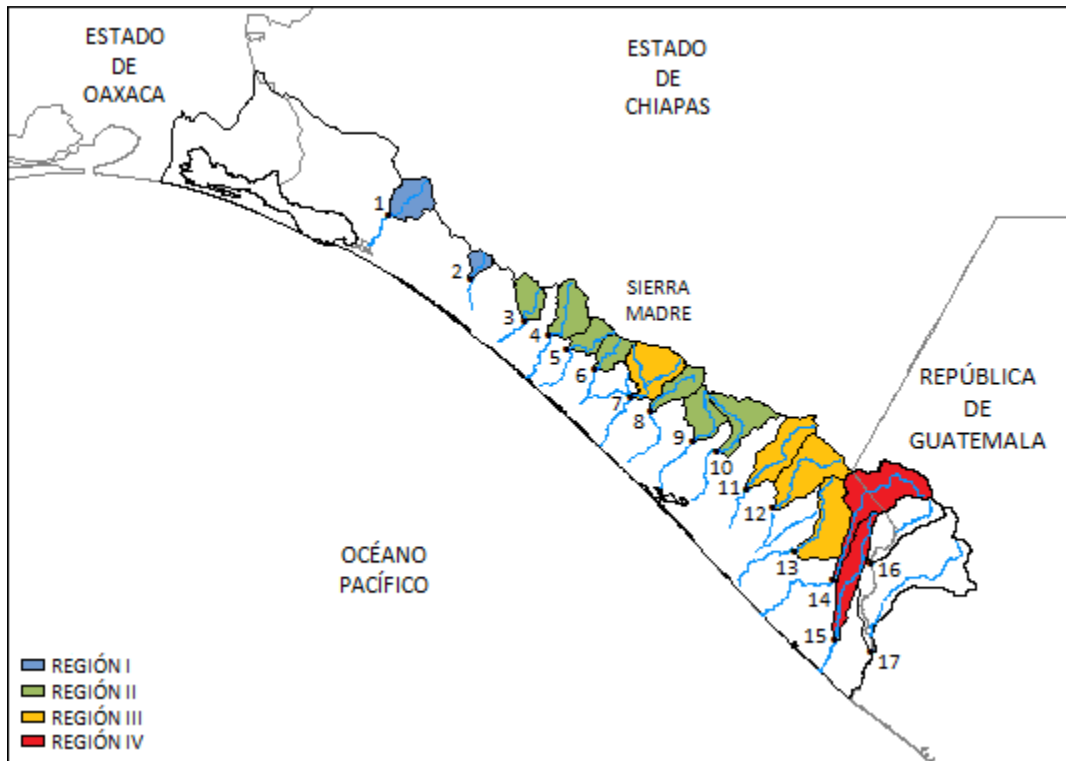 ESTADO
DE
OAXACA
ESTADO
DE
CHIAPAS
1
2
SIERRA
MADRE
3
4
5
6
7
8
9
10
11
12
13
14
15
16
17
REPÚBLICA
DE
GUATEMALA
OCÉANO
PACÍFICO
REGIÓN I
REGIÓN II
REGIÓN III
REGIÓN IV